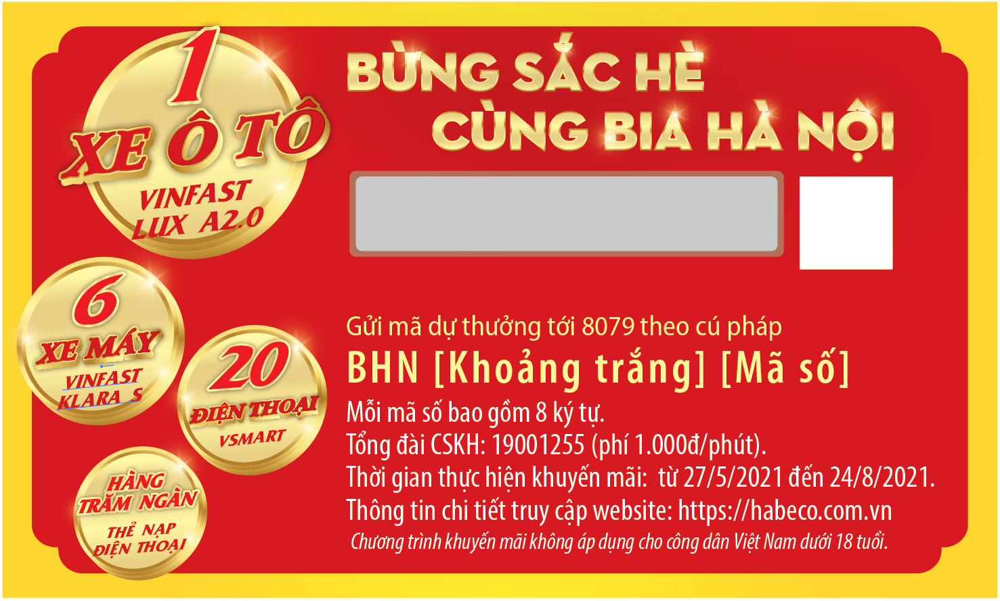 1
XE Ô TÔ
VINFAST
LUX A2.0
6
XE MÁY
VINFAST
KLARA S
20
ĐIỆN THOẠI
VSMART
HÀNG
TRĂM NGÀN
THẺ NẠP
ĐIỆN THOẠI
BỪNG SẮC HÈ
CÙNG BIA HÀ NỘI
Gửi mã dự thưởng tới 8079 theo cú pháp
BHN [Khoảng trắng] [Mã số]
Mỗi mã số bao gồm 8 ký tự.
Tổng đài CSKH: 19001255 (phí 1.000đ/phút).
Thời gian thực hiện khuyến mãi: từ 27/5/2021 đến 24/8/2021.
Thông tin chi tiết truy cập website: https://habeco.com.vn
Chương trình khuyến mãi không áp dụng cho công dân Việt Nam dưới 18 tuổi.